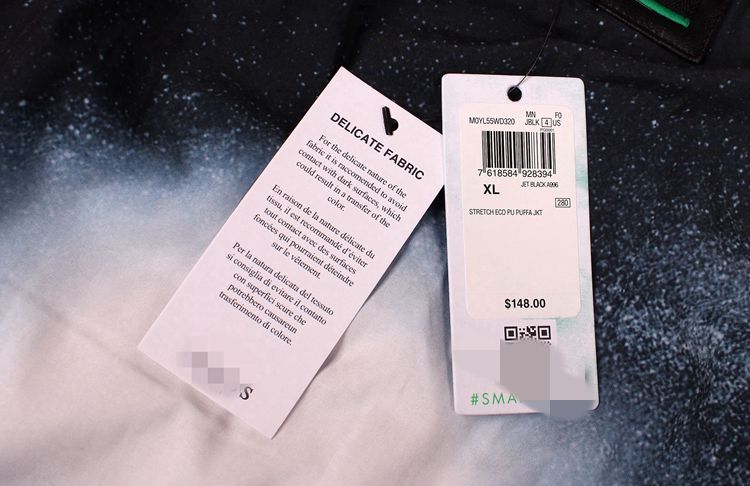 DELICATE FABRIC
For the delicate nature of the
fabric it is raccomended to avoid
contact with dark surfaces, which
could result in a transfer of the
color.
En raison de la nature délicate du
tissu, il est recommandé d'éviter
tout contact avec des surfaces
foncées qui pourraient déteindre
sur le vêtement.
Per la natura delicata del tessuto
si consiglia di evitare il contatto
con superfici scure che
potrebbero causareun
trasferimento di colore.
S
MN F0
M0YL55WD320 JBLK 4 US
PG0001
7 618584 928394
XL JET BLACK A996
280
STRETCH ECO PU PUFFA JKT
$148.00
#SMA